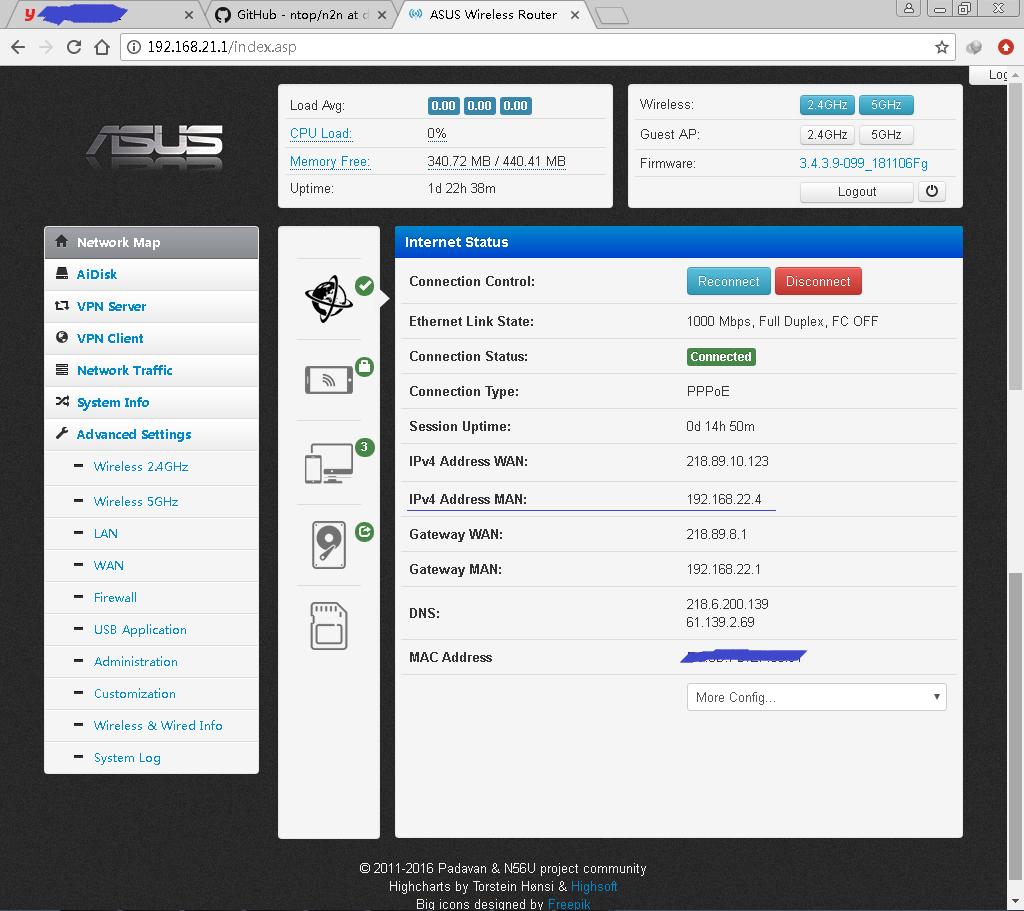 GitHub - ntop/n2n at d
ASUS Wireless Router
192.168.21.1/index.asp
Log
ASUS
Load Avg: 0.00 0.00 0.00
CPU Load: 0%
Memory Free: 340.72 MB / 440.41 MB
Uptime: 1d 22h 38m
Wireless: 2.4GHz 5GHz
Guest AP: 2.4GHz 5GHz
Firmware: 3.4.3.9-099_181106Fg
Logout
Network Map
AiDisk
VPN Server
VPN Client
Network Traffic
System Info
Advanced Settings
Wireless 2.4GHz
Wireless 5GHz
LAN
WAN
Firewall
USB Application
Administration
Customization
Wireless & Wired Info
System Log
3
Internet Status
Connection Control: Reconnect Disconnect
Ethernet Link State: 1000 Mbps, Full Duplex, FC OFF
Connection Status: Connected
Connection Type: PPPoE
Session Uptime: 0d 14h 50m
IPv4 Address WAN: 218.89.10.123
IPv4 Address MAN: 192.168.22.4
Gateway WAN: 218.89.8.1
Gateway MAN: 192.168.22.1
DNS: 218.6.200.139
61.139.2.69
MAC Address
More Config...
© 2011-2016 Padavan & N56U project community
Highcharts by Torstein Hønsi & Highsoft
Big icons designed by Freepik